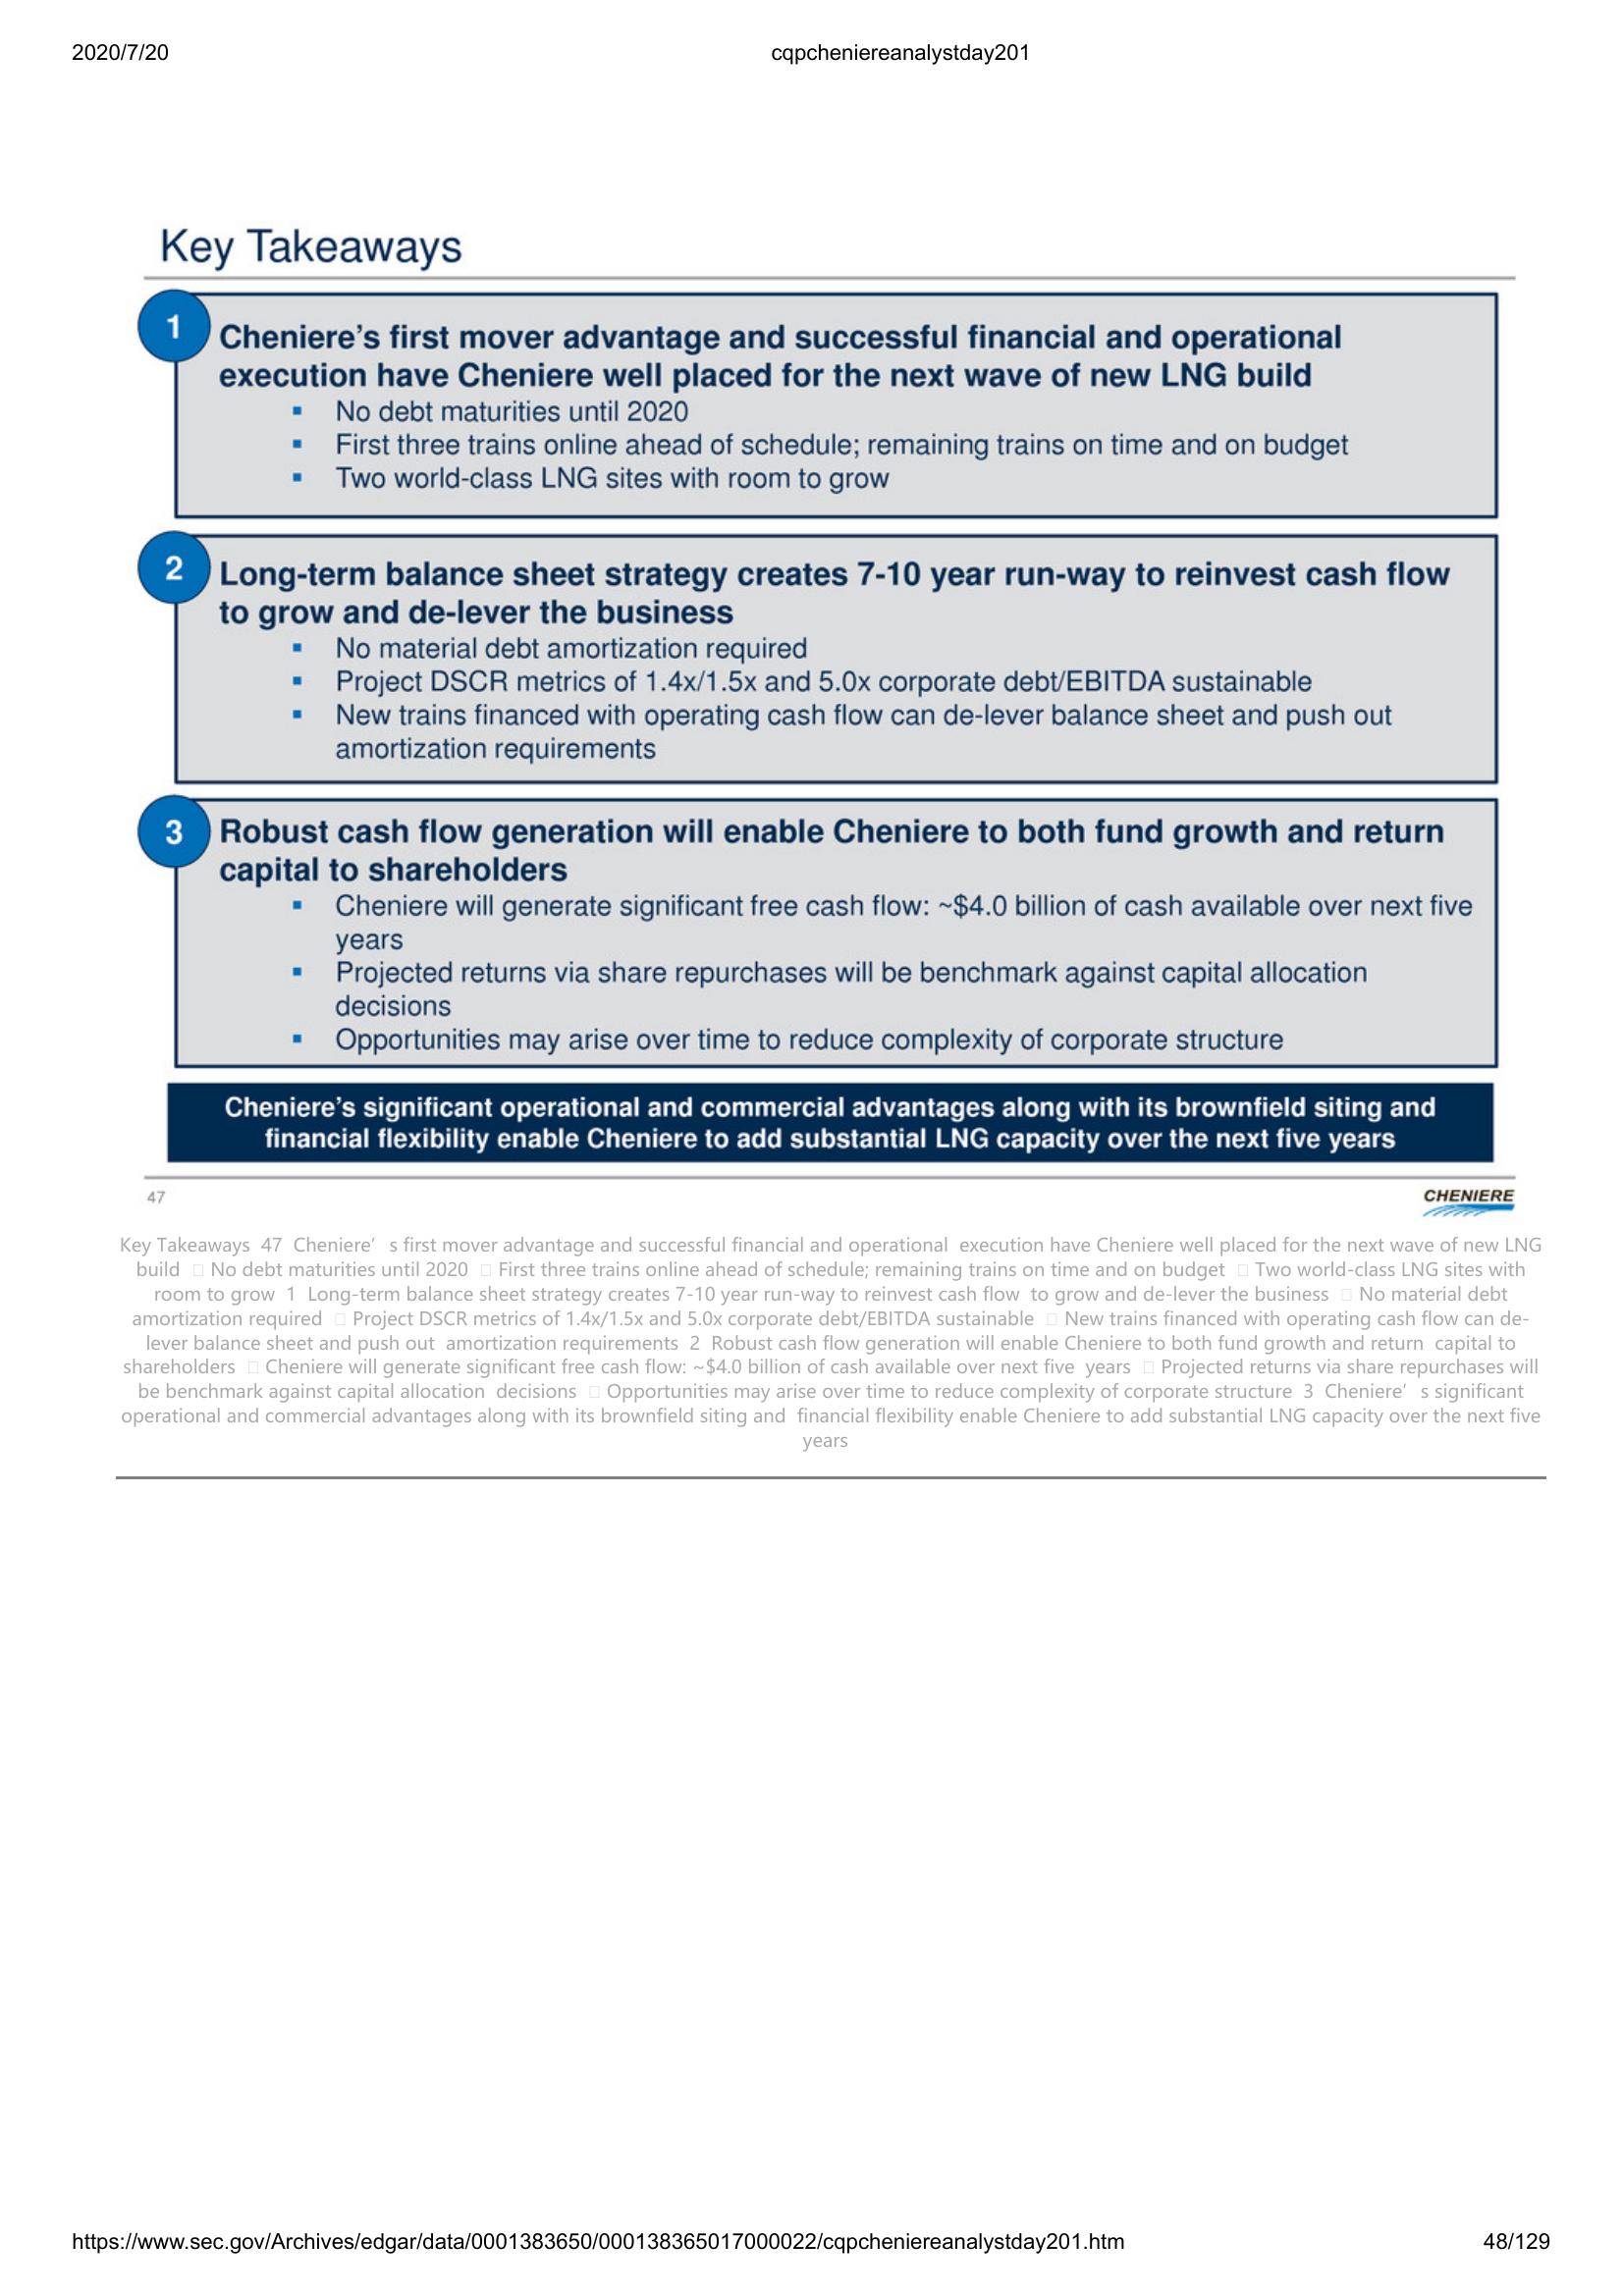 2020/7/20 cqpcheniereanalystday201
Key Takeaways
1
Cheniere’s first mover advantage and successful financial and operational
execution have Cheniere well placed for the next wave of new LNG build
▪ No debt maturities until 2020
▪ First three trains online ahead of schedule; remaining trains on time and on budget
▪ Two world-class LNG sites with room to grow
2
Long-term balance sheet strategy creates 7-10 year run-way to reinvest cash flow
to grow and de-lever the business
▪ No material debt amortization required
▪ Project DSCR metrics of 1.4x/1.5x and 5.0x corporate debt/EBITDA sustainable
▪ New trains financed with operating cash flow can de-lever balance sheet and push out
amortization requirements
3
Robust cash flow generation will enable Cheniere to both fund growth and return
capital to shareholders
▪ Cheniere will generate significant free cash flow: ~$4.0 billion of cash available over next five
years
▪ Projected returns via share repurchases will be benchmark against capital allocation
decisions
▪ Opportunities may arise over time to reduce complexity of corporate structure
Cheniere’s significant operational and commercial advantages along with its brownfield siting and
financial flexibility enable Cheniere to add substantial LNG capacity over the next five years
47
CHENIERE
Key Takeaways 47 Cheniere’ s first mover advantage and successful financial and operational execution have Cheniere well placed for the next wave of new LNG
build □ No debt maturities until 2020 □ First three trains online ahead of schedule; remaining trains on time and on budget □ Two world-class LNG sites with
room to grow 1 Long-term balance sheet strategy creates 7-10 year run-way to reinvest cash flow to grow and de-lever the business □ No material debt
amortization required □ Project DSCR metrics of 1.4x/1.5x and 5.0x corporate debt/EBITDA sustainable □ New trains financed with operating cash flow can de-
lever balance sheet and push out amortization requirements 2 Robust cash flow generation will enable Cheniere to both fund growth and return capital to
shareholders □ Cheniere will generate significant free cash flow: ~$4.0 billion of cash available over next five years □ Projected returns via share repurchases will
be benchmark against capital allocation decisions □ Opportunities may arise over time to reduce complexity of corporate structure 3 Cheniere’ s significant
operational and commercial advantages along with its brownfield siting and financial flexibility enable Cheniere to add substantial LNG capacity over the next five
years
https://www.sec.gov/Archives/edgar/data/0001383650/000138365017000022/cqpcheniereanalystday201.htm 48/129